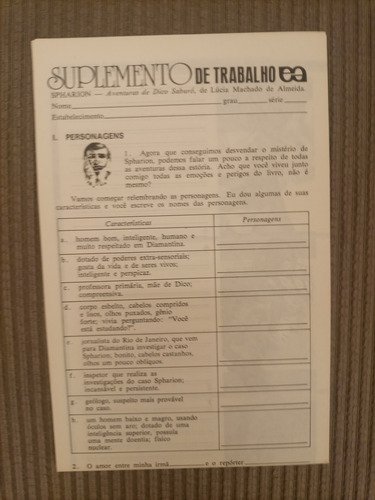 SUPLEMENTO DE TRABALHO ea
SPHARION — Aventuras de Dico Saburó, de Lúcia Machado de Almeida.
Nome grau série
Estabelecimento
I. PERSONAGENS
1. Agora que conseguimos desvendar o mistério de
Spharion, podemos falar um pouco a respeito de todas
as aventuras dessa estória. Acho que você viveu junto
comigo todas as emoções e perigos do livro, não é
mesmo?
Vamos começar relembrando as personagens. Eu dou algumas de suas
características e você escreve os nomes das personagens.
Características Personagens
a. homem bom, inteligente, humano e
muito respeitado em Diamantina.
b. dotado de poderes extra-sensoriais;
gosta da vida e de seres vivos;
inteligente e perspicaz.
c. professora primária, mãe de Dico;
compreensiva.
d. corpo esbelto, cabelos compridos
e lisos, olhos puxados, gênio
forte; vivia perguntando: "Você
está estudando?".
e. jornalista do Rio de Janeiro, que vem
para Diamantina investigar o caso
Spharion; bonito, cabelos castanhos,
olhos um pouco oblíquos.
f. inspetor que realiza as
investigações do caso Spharion;
incansável e persistente.
g. geólogo, suspeito mais provável
no caso.
h. um homem baixo e magro, usando
óculos sem aro; dotado de uma
inteligência superior, possuía
uma mente doentia; físico
nuclear.
2. O amor entre minha irmã e o repórter